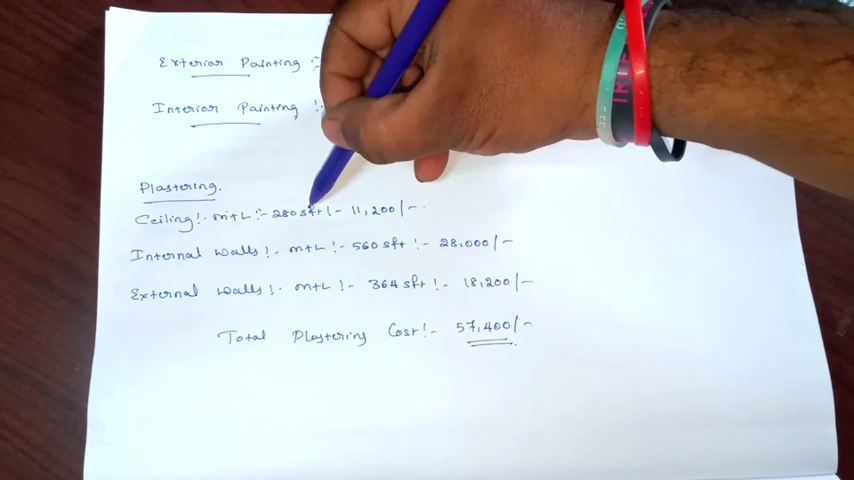 Exterior Painting :-
Interior Painting !
Plastering.
Ceiling!. m+L !- 280 sft!- 11,200/-.
Internal walls!. m+L !- 560 sft !- 28,000/-
External walls!. m+L !- 364 sft !- 18,200/-
Total Plastering Cost!- 57,400/-